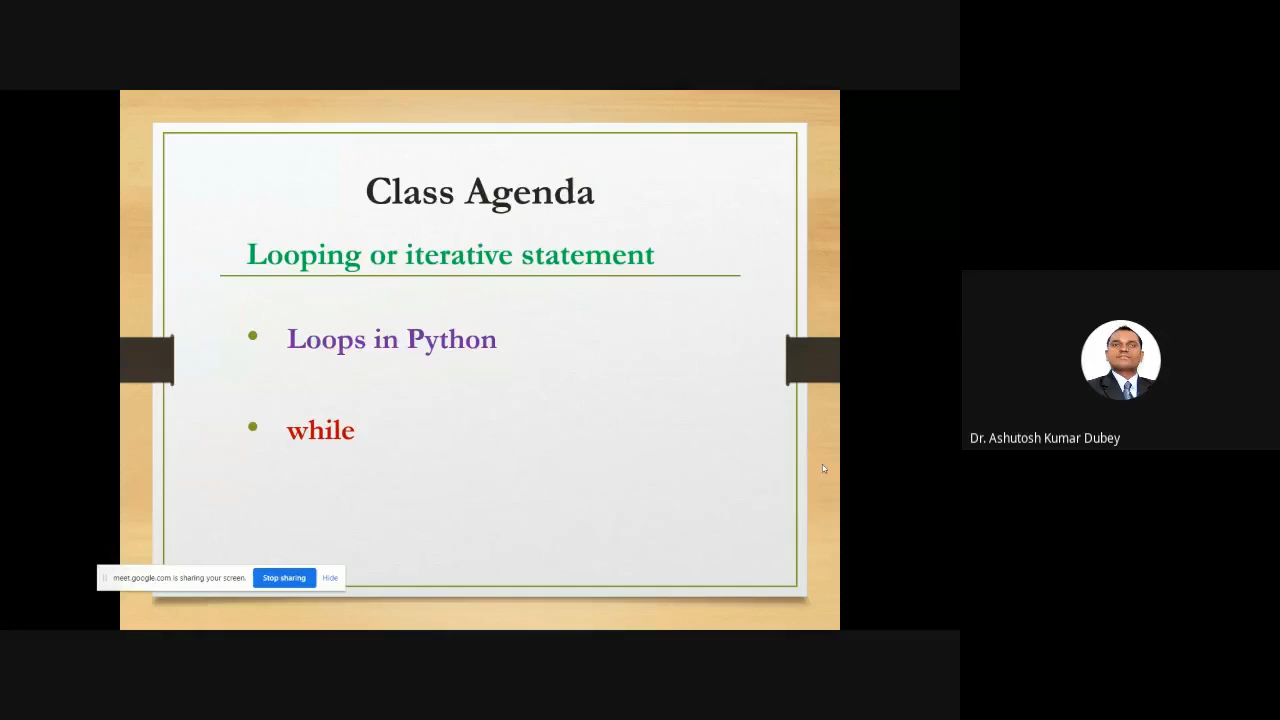 Class Agenda
Looping or iterative statement
• Loops in Python
• while
meet.google.com is sharing your screen. Stop sharing Hide
Dr. Ashutosh Kumar Dubey